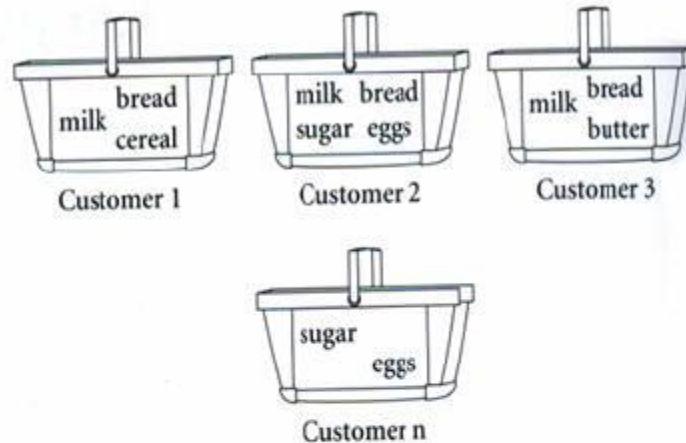 bread
milk
cereal
milk bread
sugar eggs
bread
milk
butter
Customer 1
Customer 2
Customer 3
sugar
eggs
Customer n